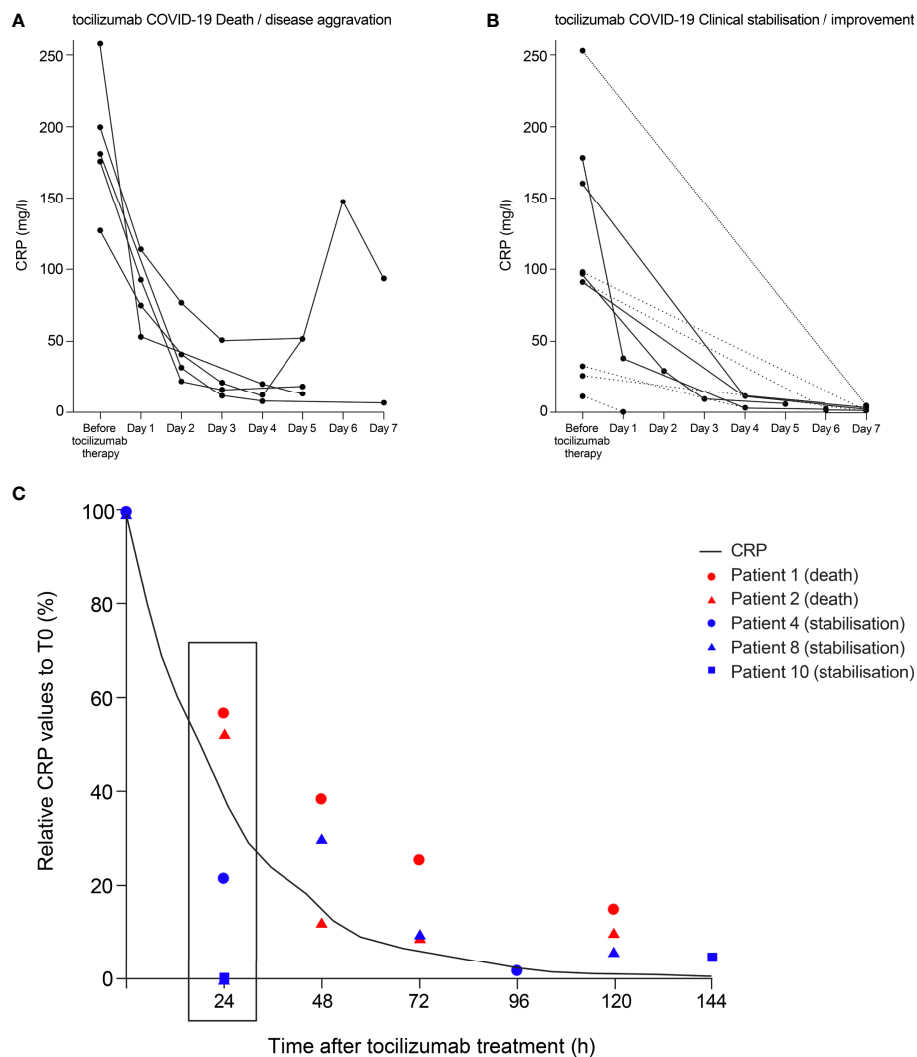 A
tocilizumab COVID-19 Death / disease aggravation
CRP (mg/l)
250
200
150
100
50
0
Before
tocilizumab
therapy
Day 1
Day 2
Day 3
Day 4
Day 5
Day 6
Day 7
B
tocilizumab COVID-19 Clinical stabilisation / improvement
CRP (mg/l)
250
200
150
100
50
0
Before
tocilizumab
therapy
Day 1
Day 2
Day 3
Day 4
Day 5
Day 6
Day 7
C
Relative CRP values to T0 (%)
100
80
60
40
20
0
24
48
72
96
120
144
Time after tocilizumab treatment (h)
CRP
Patient 1 (death)
Patient 2 (death)
Patient 4 (stabilisation)
Patient 8 (stabilisation)
Patient 10 (stabilisation)